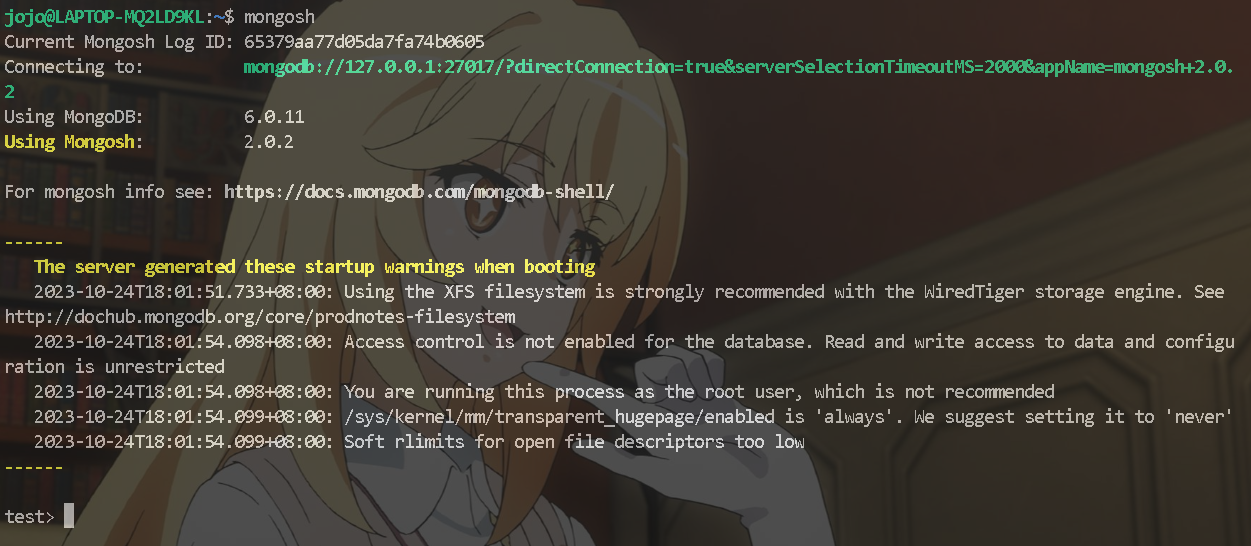 jojo@LAPTOP-MQ2LD9KL:~$ mongosh
Current Mongosh Log ID: 65379aa77d05da7fa74b0605
Connecting to:          mongodb://127.0.0.1:27017/?directConnection=true&serverSelectionTimeoutMS=2000&appName=mongosh+2.0.
2
Using MongoDB:          6.0.11
Using Mongosh:          2.0.2
For mongosh info see: https://docs.mongodb.com/mongodb-shell/
------
   The server generated these startup warnings when booting
   2023-10-24T18:01:51.733+08:00: Using the XFS filesystem is strongly recommended with the WiredTiger storage engine. See
http://dochub.mongodb.org/core/prodnotes-filesystem
   2023-10-24T18:01:54.098+08:00: Access control is not enabled for the database. Read and write access to data and configu
ration is unrestricted
   2023-10-24T18:01:54.098+08:00: You are running this process as the root user, which is not recommended
   2023-10-24T18:01:54.099+08:00: /sys/kernel/mm/transparent_hugepage/enabled is 'always'. We suggest setting it to 'never'
   2023-10-24T18:01:54.099+08:00: Soft rlimits for open file descriptors too low
------
test>